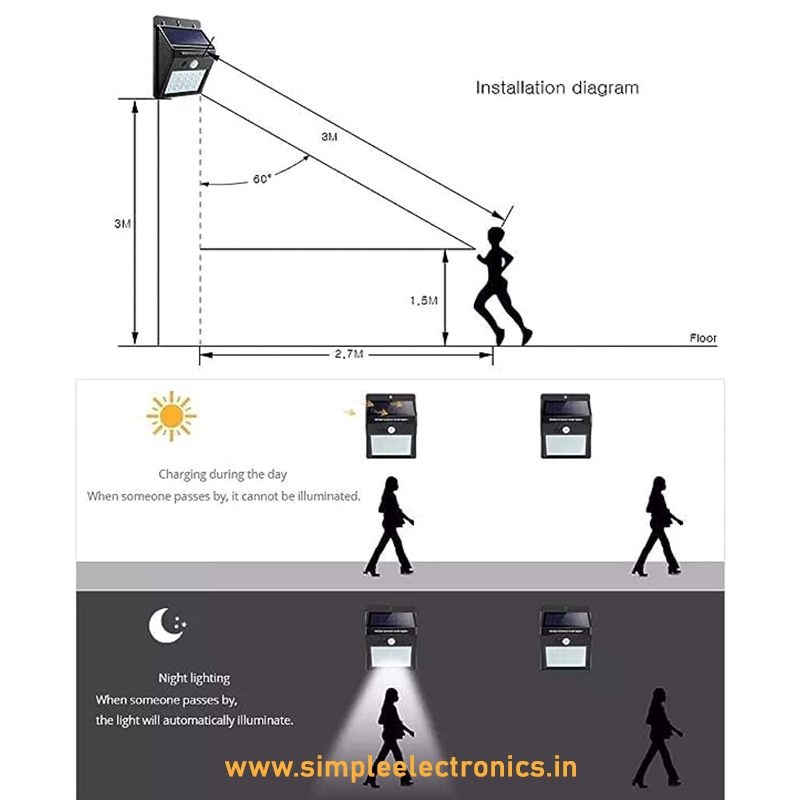 Installation diagram
3M
60°
3M
1,5M
Floor
2.7M
Charging during the day
When someone passes by, it cannot be illuminated.
Night lighting
When someone passes by,
the light will automatically illuminate.
www.simpleelectronics.in